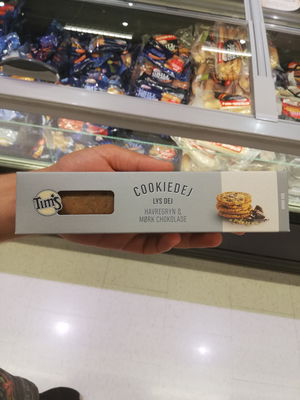 Tim's
COOKIEDEJ
LYS DEJ
HAVREGRYN &
MØRK CHOKOLADE